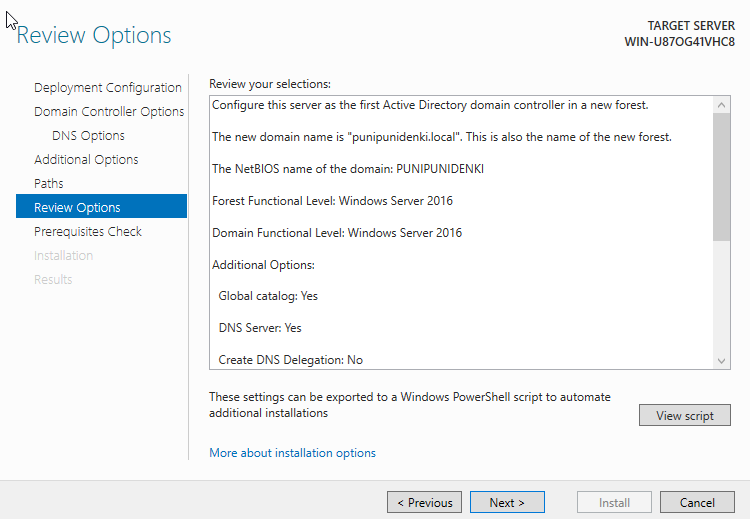 Review Options
TARGET SERVER
WIN-U87OG41VHC8
Deployment Configuration
Domain Controller Options
DNS Options
Additional Options
Paths
Review Options
Prerequisites Check
Installation
Results
Review your selections:
Configure this server as the first Active Directory domain controller in a new forest.
The new domain name is "punipunidenki.local". This is also the name of the new forest.
The NetBIOS name of the domain: PUNIPUNIDENKI
Forest Functional Level: Windows Server 2016
Domain Functional Level: Windows Server 2016
Additional Options:
Global catalog: Yes
DNS Server: Yes
Create DNS Delegation: No
These settings can be exported to a Windows PowerShell script to automate
additional installations
View script
More about installation options
< Previous
Next >
Install
Cancel